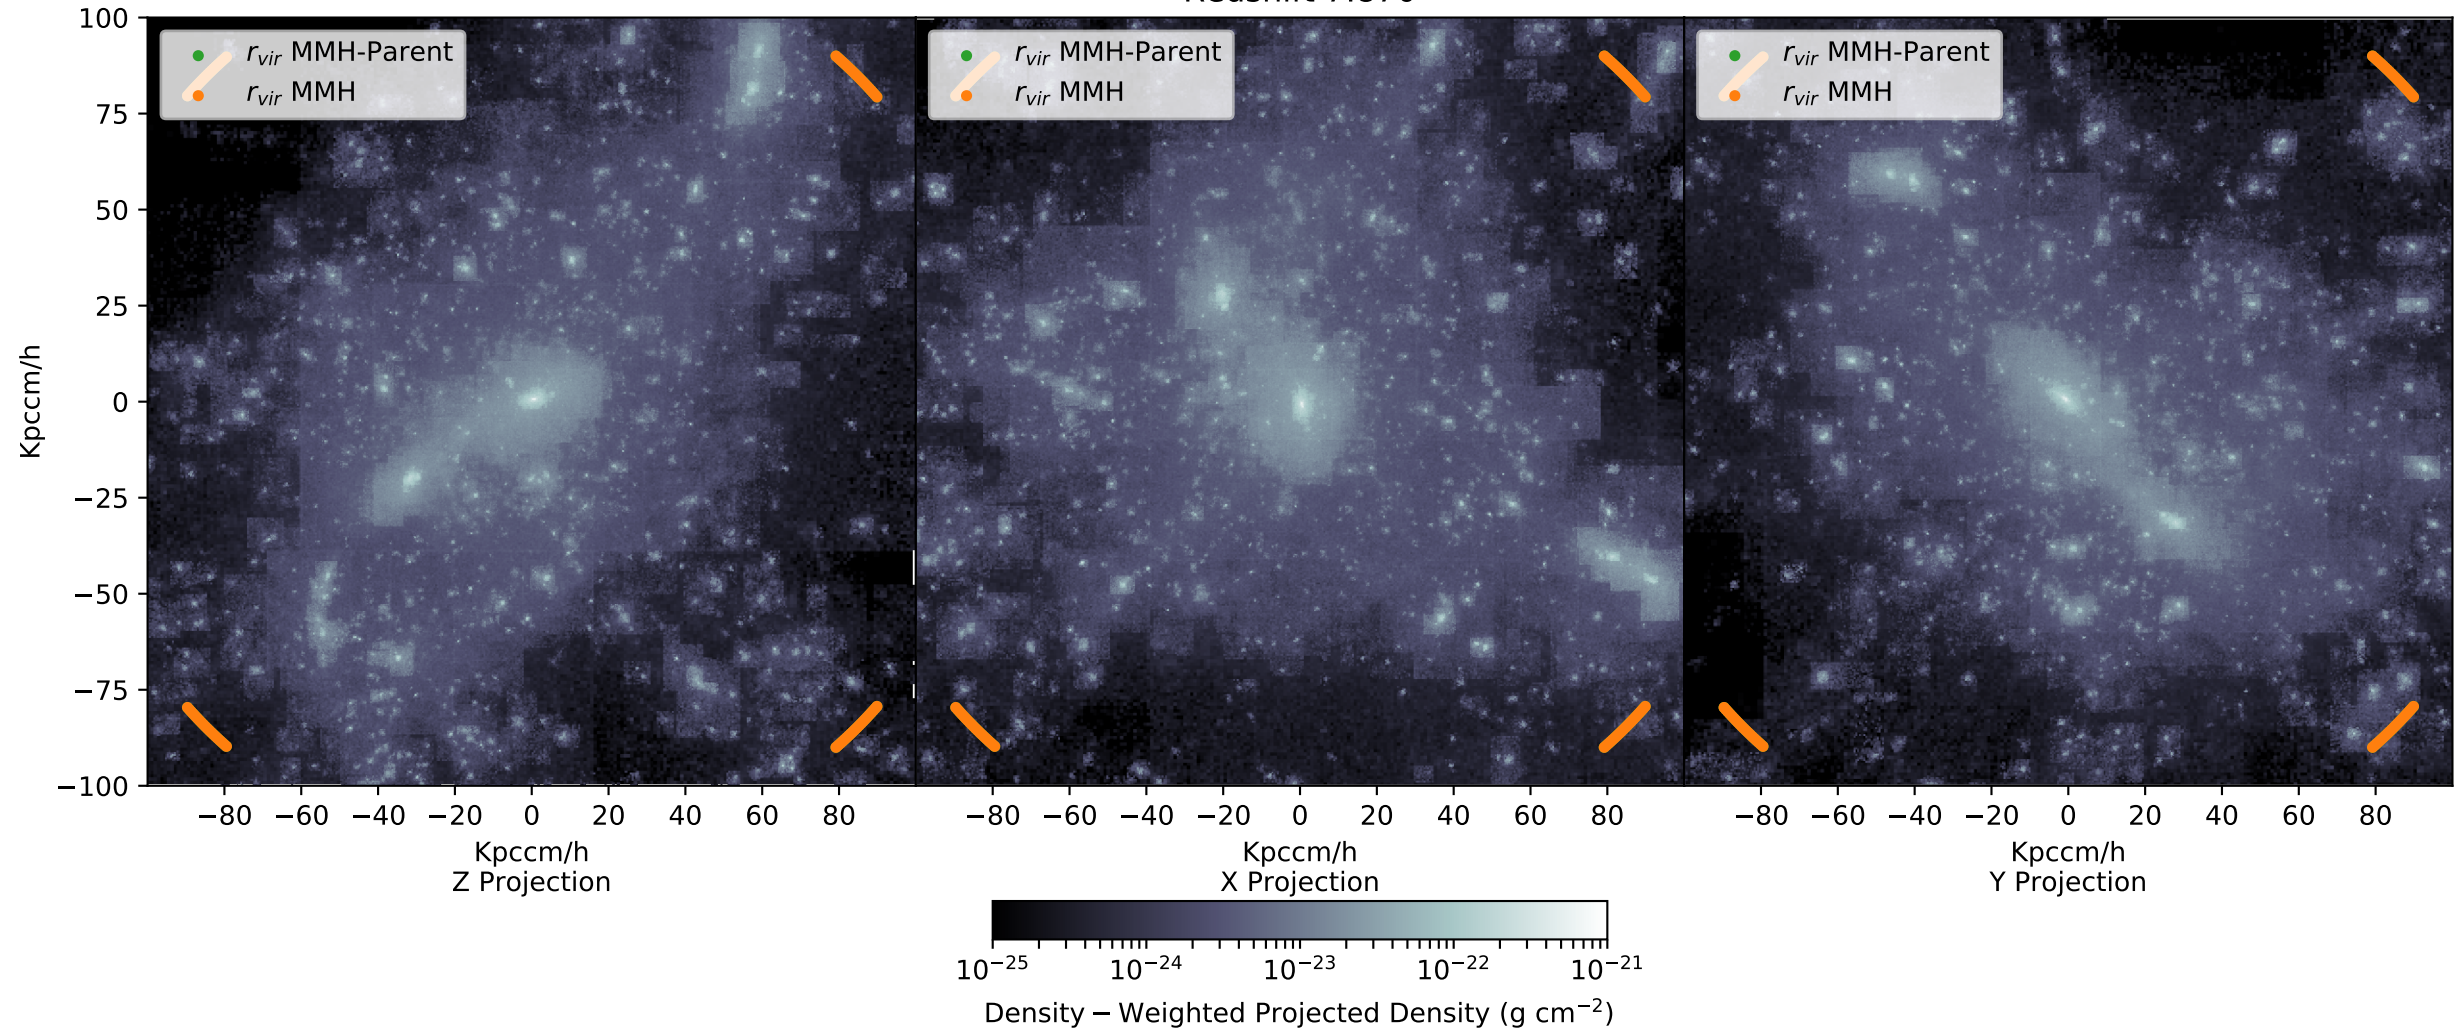 100
75
50
25
0
−25
−50
−75
−100
Kpccm/h
r_vir MMH-Parent
r_vir MMH
r_vir MMH-Parent
r_vir MMH
r_vir MMH-Parent
r_vir MMH
−80 −60 −40 −20 0 20 40 60 80
−80 −60 −40 −20 0 20 40 60 80
−80 −60 −40 −20 0 20 40 60 80
Kpccm/h
Z Projection
Kpccm/h
X Projection
Kpccm/h
Y Projection
10⁻²⁵ 10⁻²⁴ 10⁻²³ 10⁻²² 10⁻²¹
Density − Weighted Projected Density (g cm⁻²)